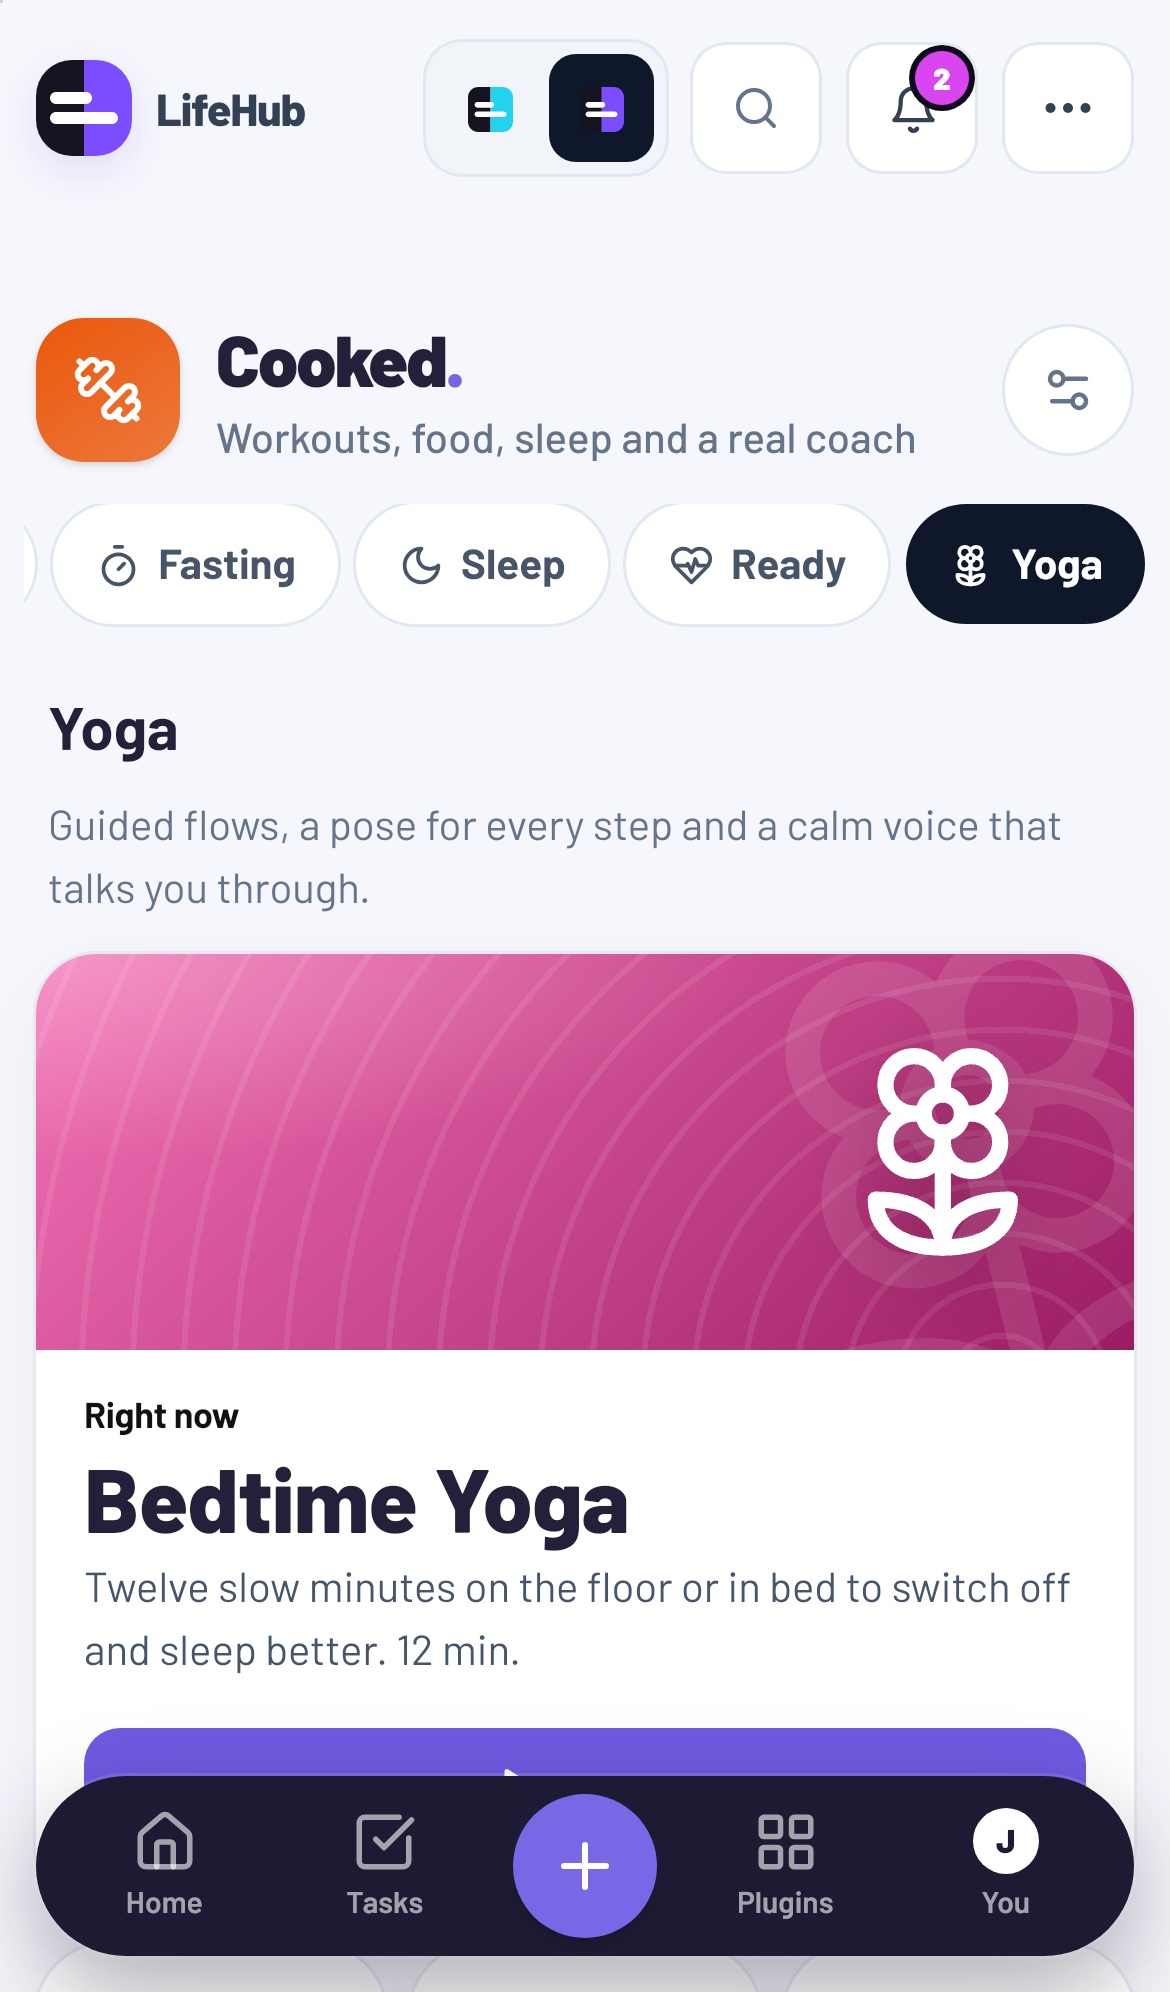 LifeHub
2
Cooked.
Workouts, food, sleep and a real coach
Fasting
Sleep
Ready
Yoga
Yoga
Guided flows, a pose for every step and a calm voice that
talks you through.
Right now
Bedtime Yoga
Twelve slow minutes on the floor or in bed to switch off
and sleep better. 12 min.
J
Home
Tasks
Plugins
You